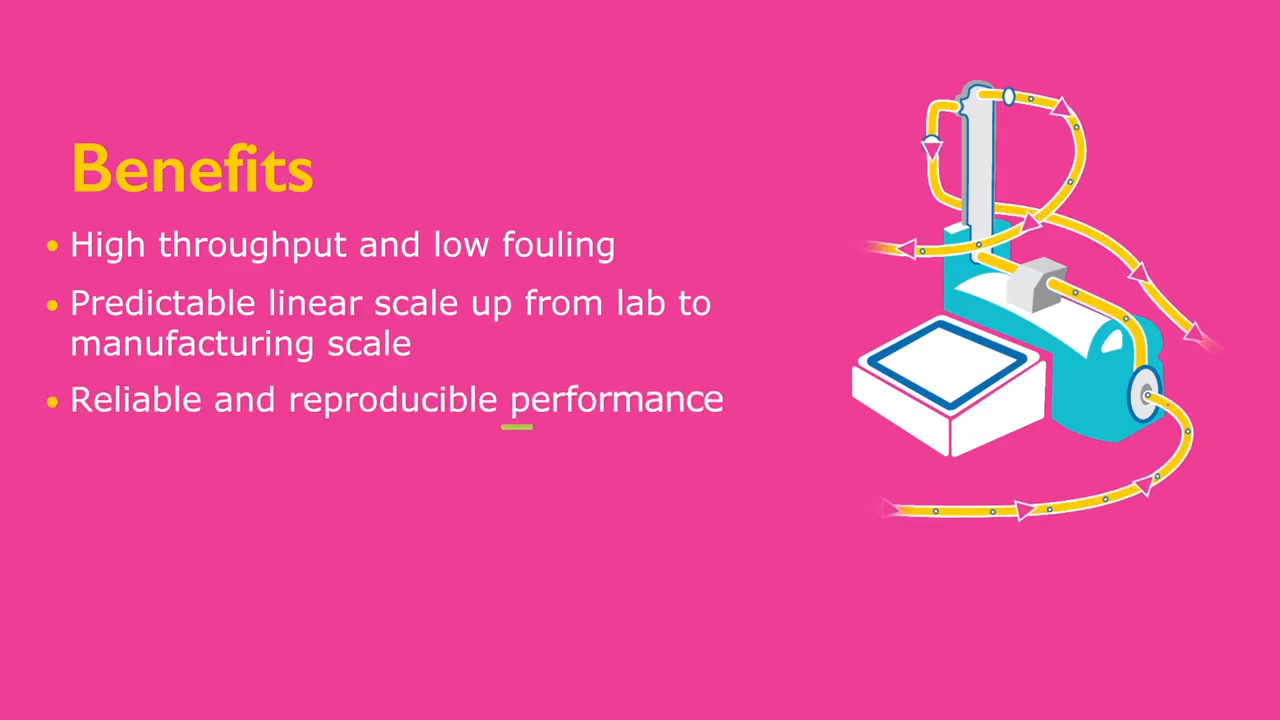 Benefits
• High throughput and low fouling
• Predictable linear scale up from lab to
manufacturing scale
• Reliable and reproducible performance